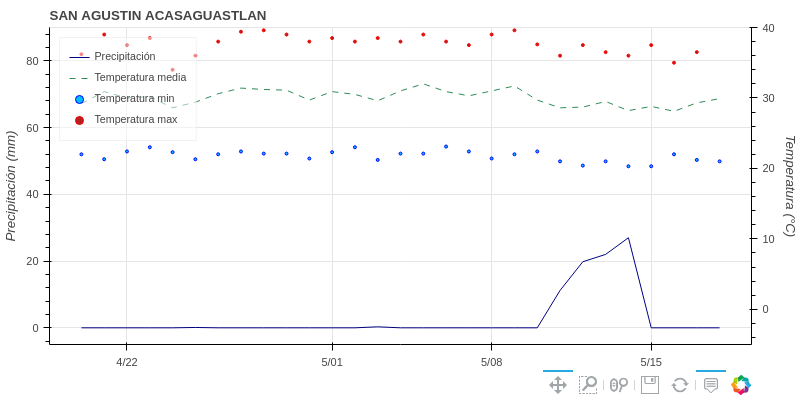 SAN AGUSTIN ACASAGUASTLAN
Precipitación (mm)
80
60
40
20
0
Precipitación
Temperatura media
Temperatura min
Temperatura max
40
30
20
10
0
Temperatura (°C)
4/22
5/01
5/08
5/15